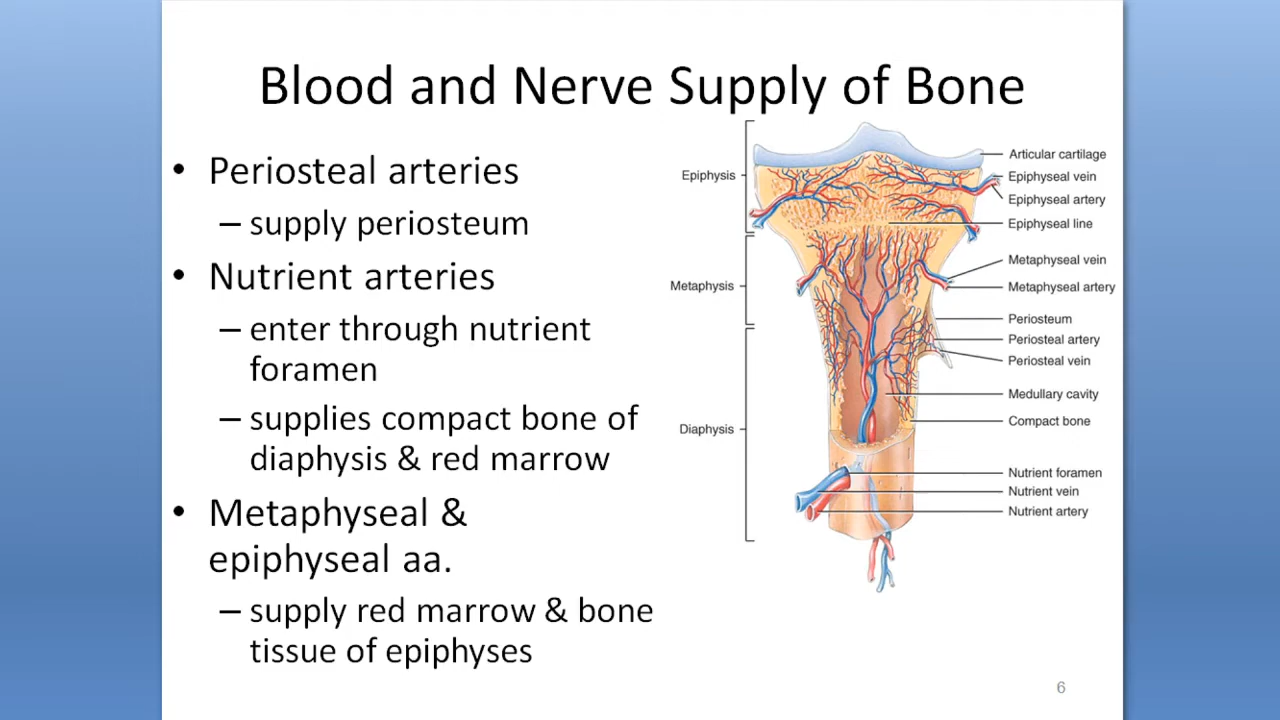 Blood and Nerve Supply of Bone
• Periosteal arteries
– supply periosteum
• Nutrient arteries
– enter through nutrient
foramen
– supplies compact bone of
diaphysis & red marrow
• Metaphyseal &
epiphyseal aa.
– supply red marrow & bone
tissue of epiphyses
Epiphysis
Metaphysis
Diaphysis
Articular cartilage
Epiphyseal vein
Epiphyseal artery
Epiphyseal line
Metaphyseal vein
Metaphyseal artery
Periosteum
Periosteal artery
Periosteal vein
Medullary cavity
Compact bone
Nutrient foramen
Nutrient vein
Nutrient artery
6